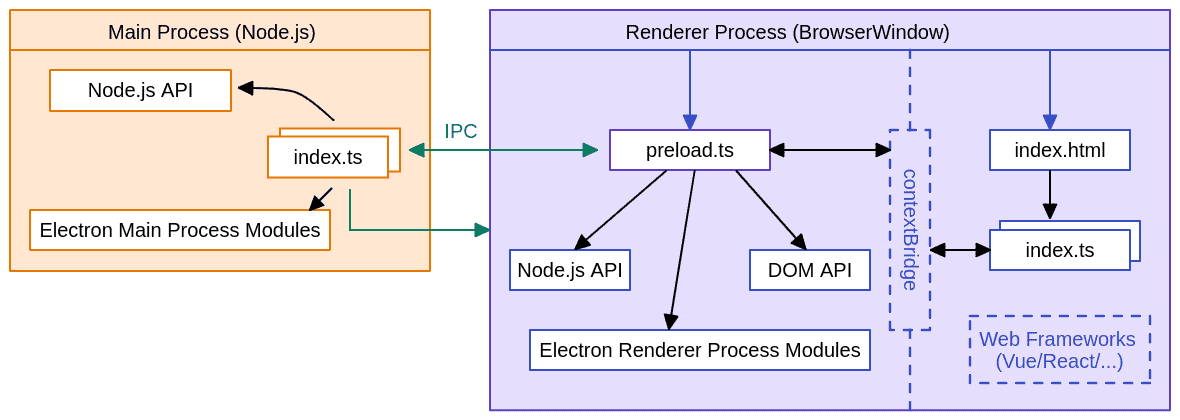 Main Process (Node.js)
Node.js API
index.ts
Electron Main Process Modules
IPC
Renderer Process (BrowserWindow)
preload.ts
contextBridge
index.html
index.ts
Node.js API
DOM API
Electron Renderer Process Modules
Web Frameworks
(Vue/React/...)